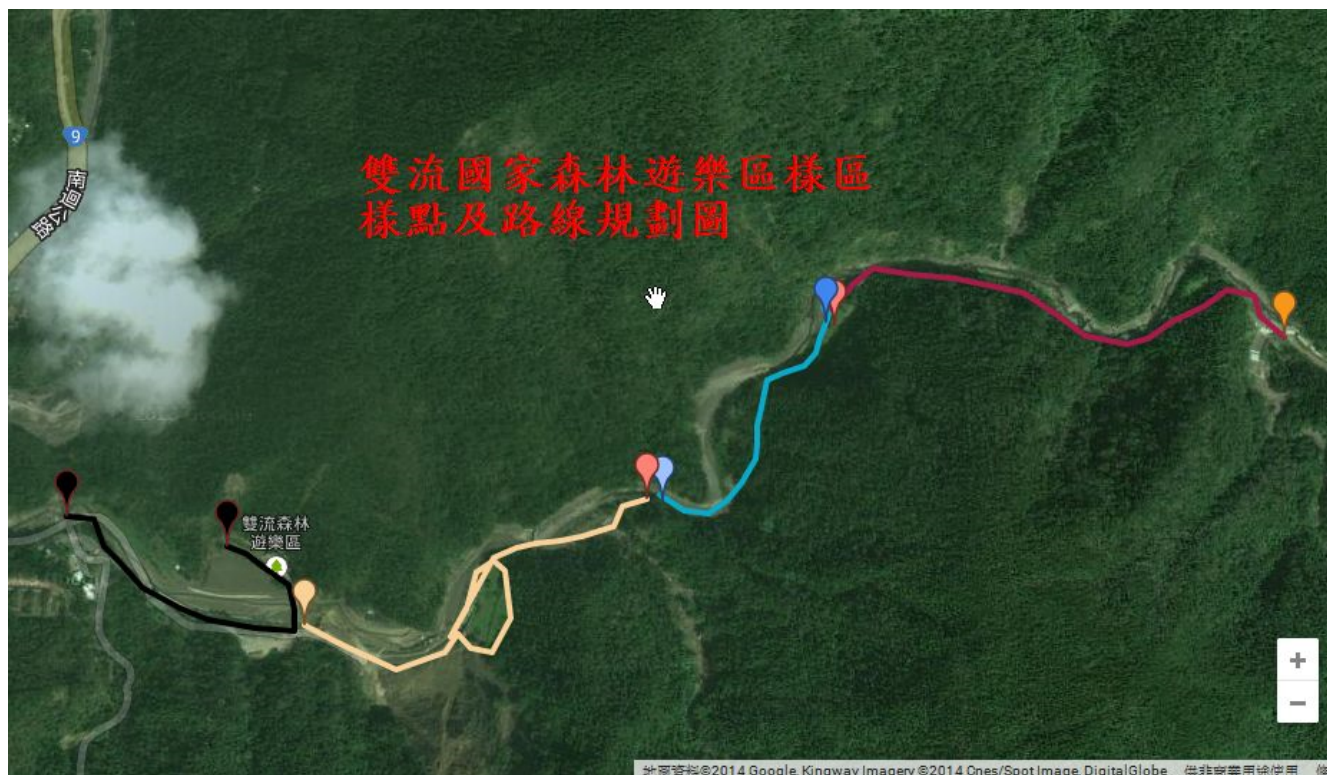 雙流國家森林遊樂區樣區
樣點及路線規劃圖
9
南迴公路
雙流森林
遊樂區
+
−
地圖資料©2014 Google, Kingway Imagery ©2014 Cnes/Spot Image, DigitalGlobe